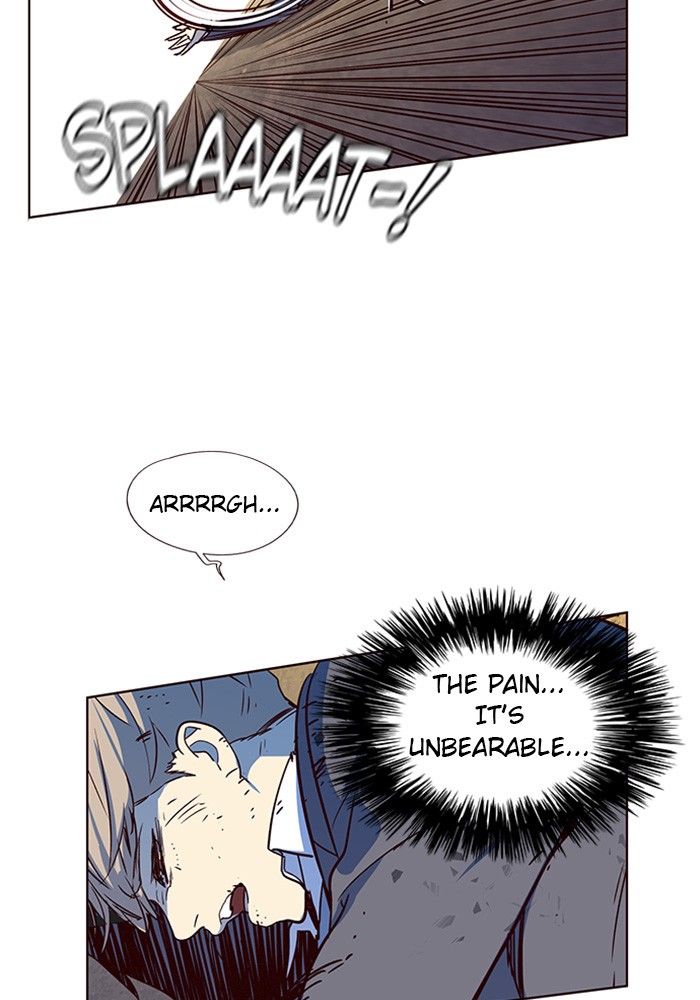 SPLAAAAT-!
ARRRRGH...
THE PAIN...
IT'S
UNBEARABLE...